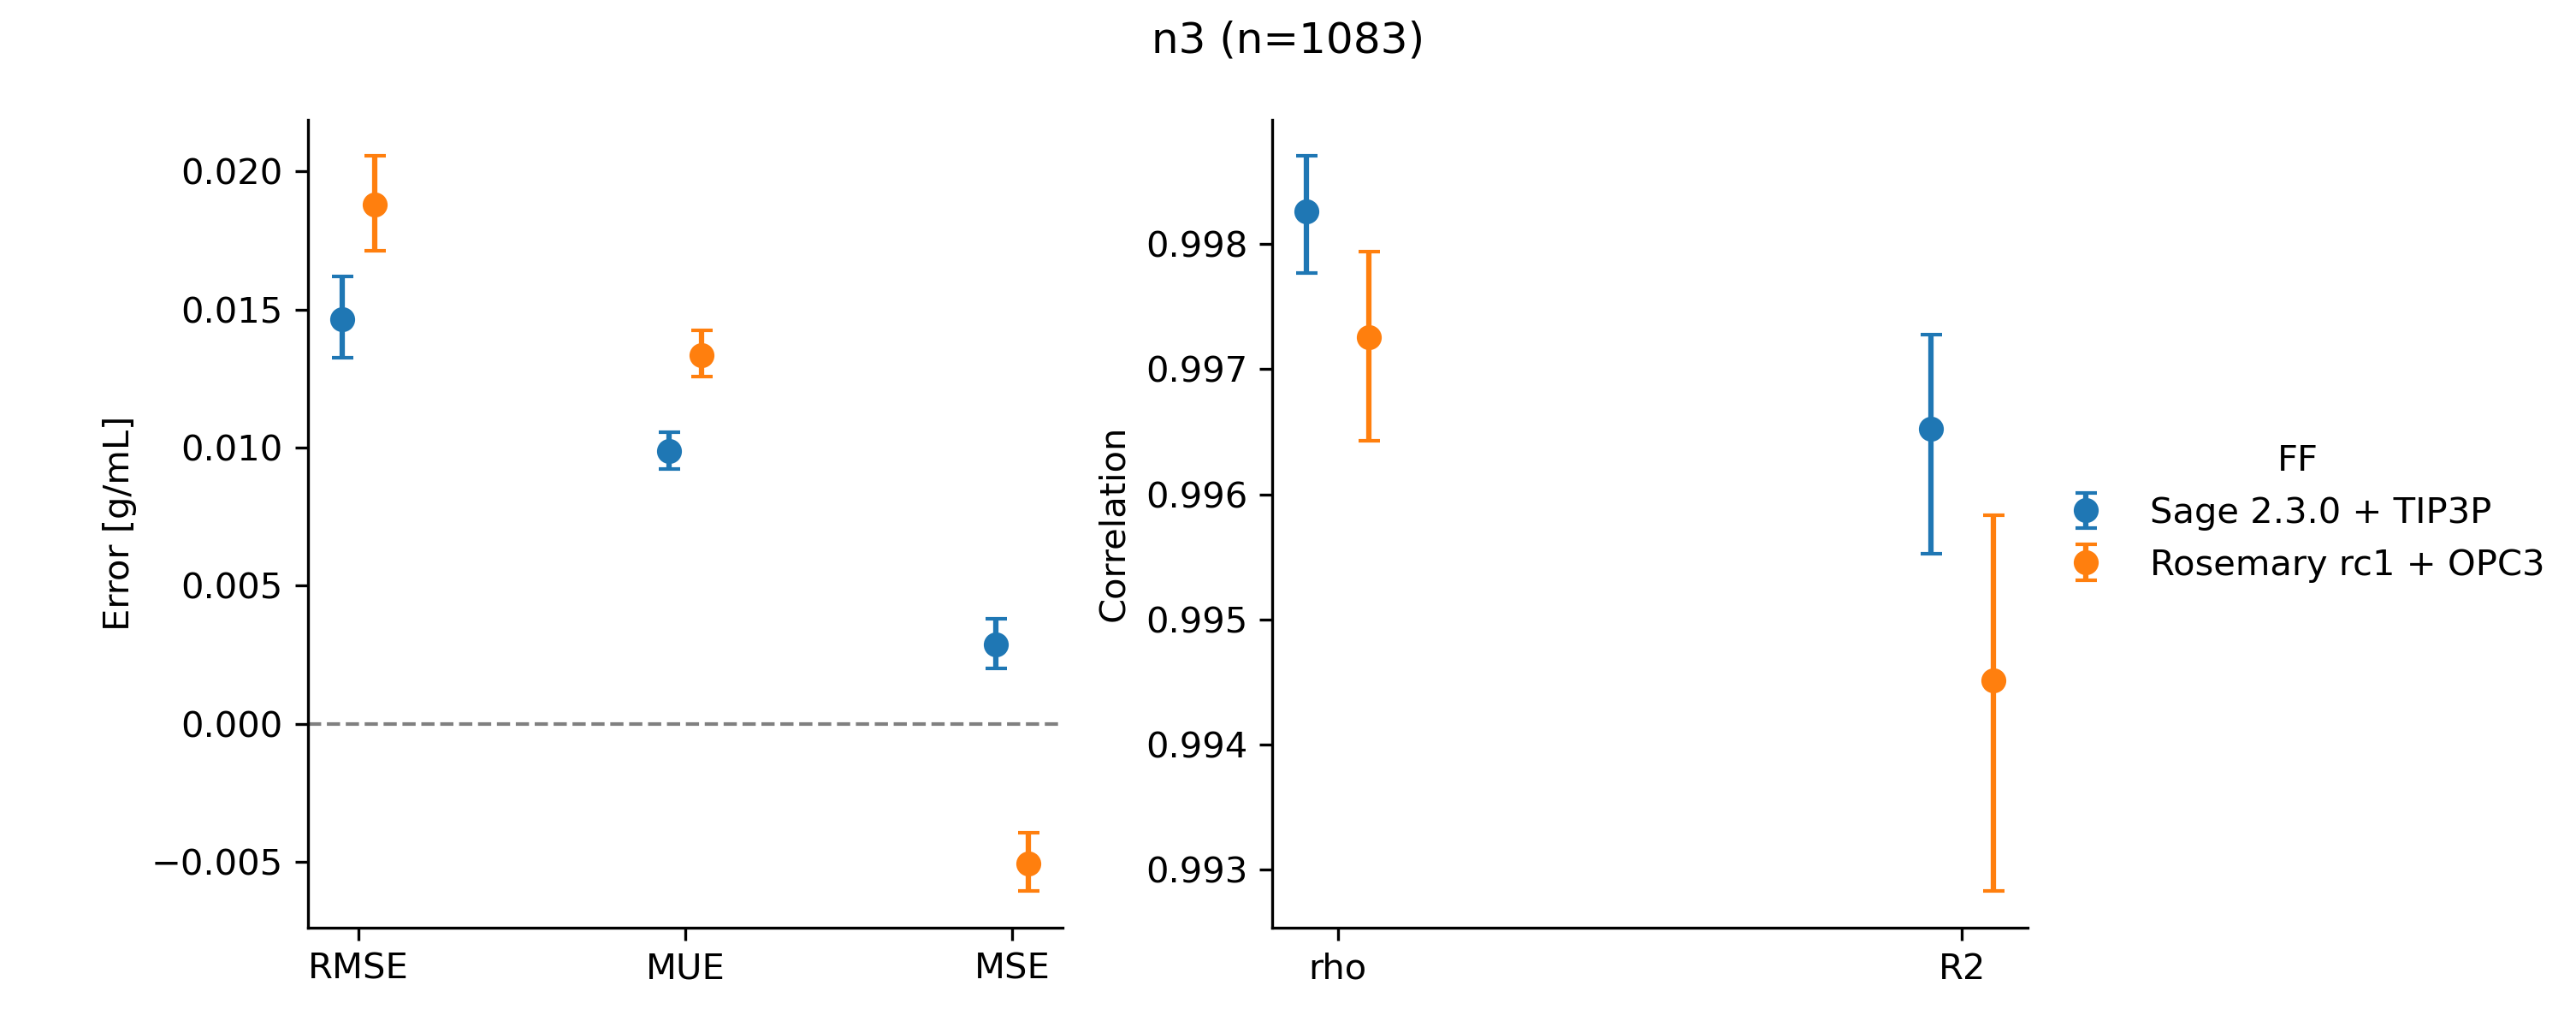 n3 (n=1083)
Error [g/mL]
0.020
0.015
0.010
0.005
0.000
−0.005
RMSE
MUE
MSE
Correlation
0.998
0.997
0.996
0.995
0.994
0.993
rho
R2
FF
Sage 2.3.0 + TIP3P
Rosemary rc1 + OPC3